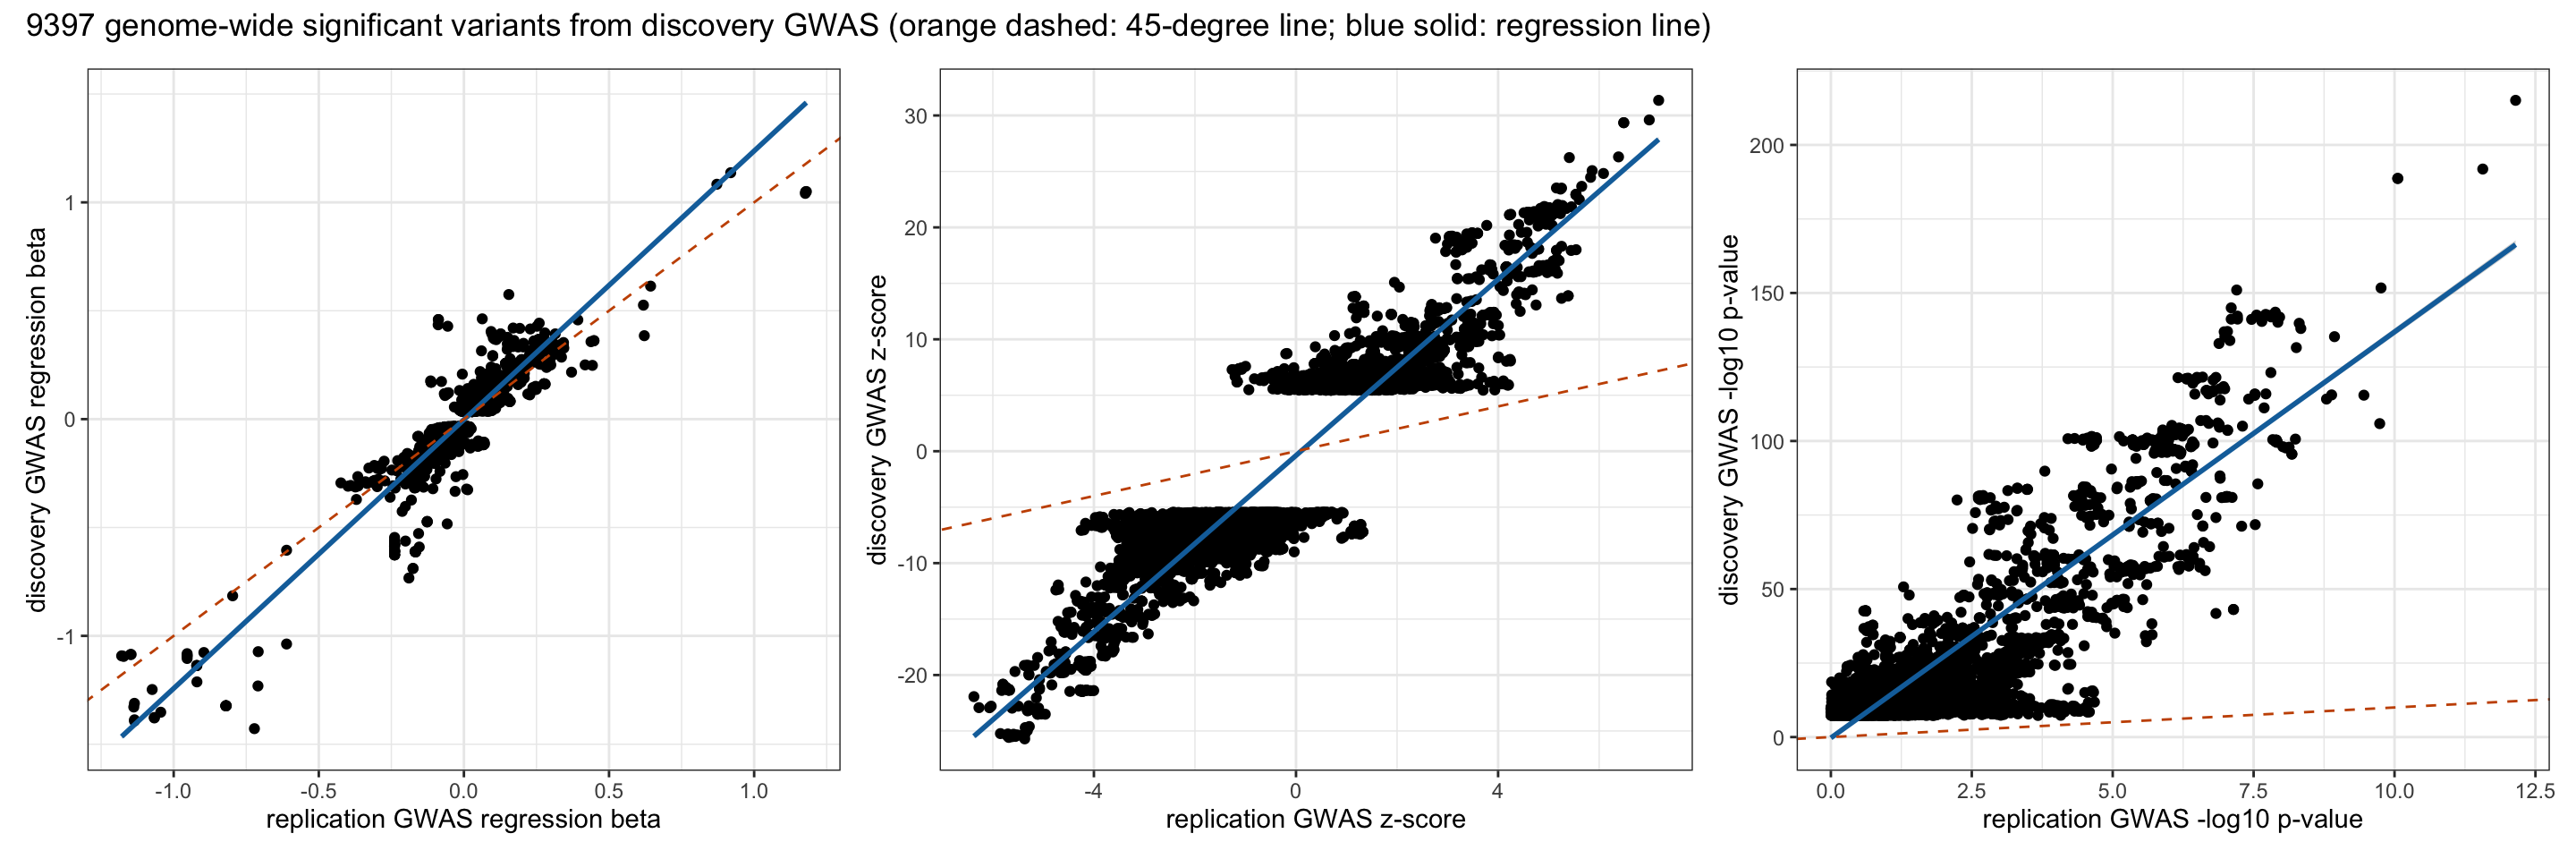 9397 genome-wide significant variants from discovery GWAS (orange dashed: 45-degree line; blue solid: regression line)
discovery GWAS regression beta
1
0
-1
-1.0 -0.5 0.0 0.5 1.0
replication GWAS regression beta
discovery GWAS z-score
30
20
10
0
-10
-20
-4 0 4
replication GWAS z-score
discovery GWAS -log10 p-value
200
150
100
50
0
0.0 2.5 5.0 7.5 10.0 12.5
replication GWAS -log10 p-value